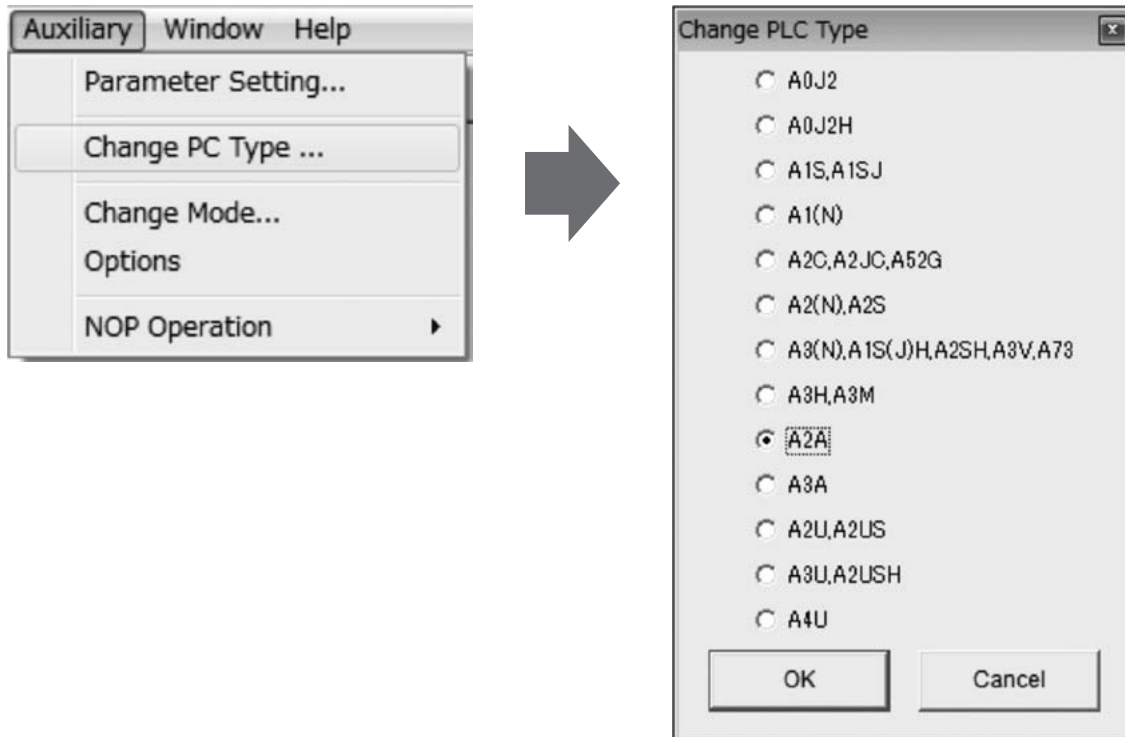 Auxiliary Window Help
Parameter Setting...
Change PC Type ...
Change Mode...
Options
NOP Operation
Change PLC Type
A0J2
A0J2H
A1S,A1SJ
A1(N)
A2C,A2JC,A52G
A2(N),A2S
A3(N),A1S(J)H,A2SH,A3V,A73
A3H,A3M
A2A
A3A
A2U,A2US
A3U,A2USH
A4U
OK Cancel